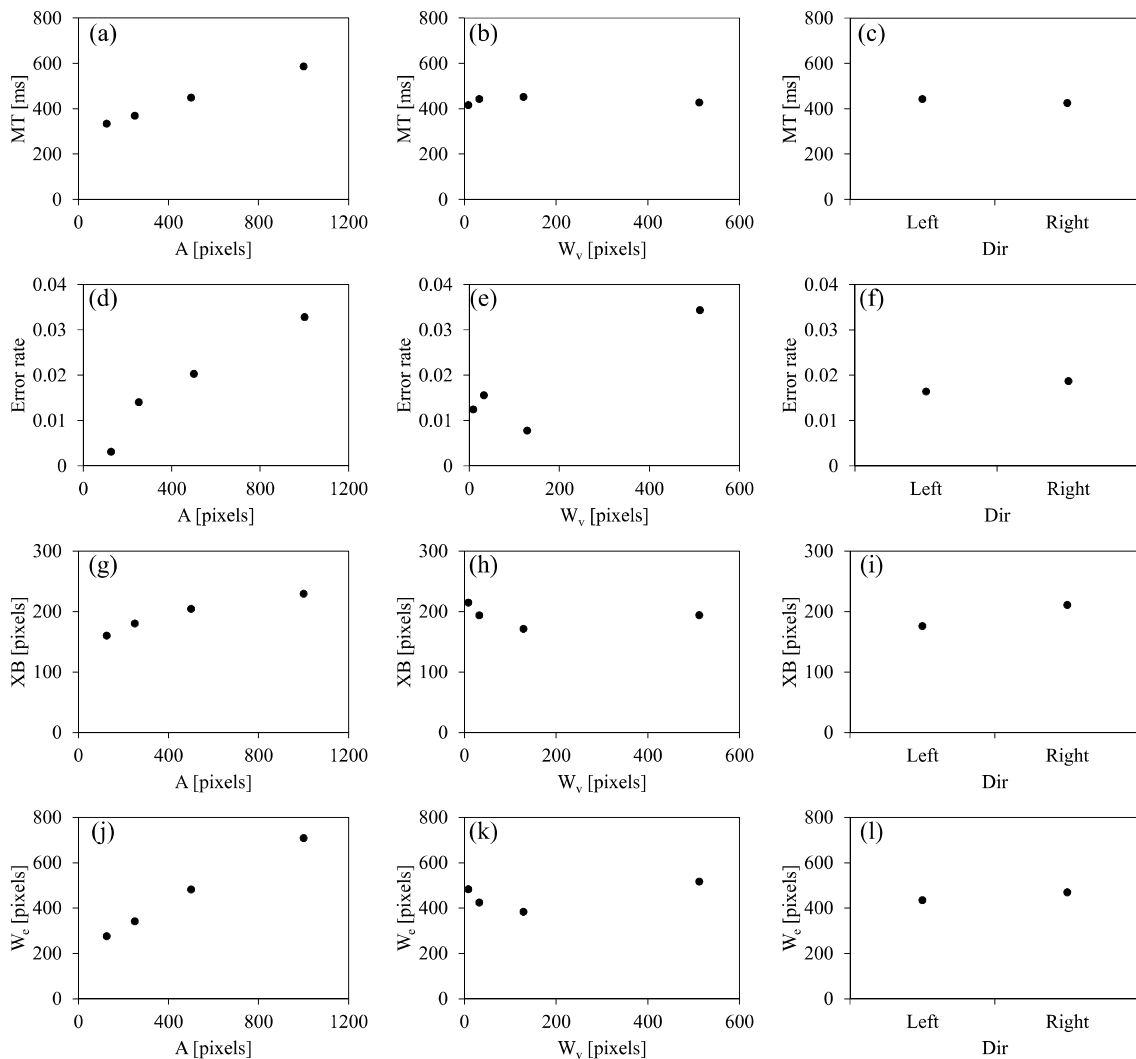 (a)
MT [ms]
800
600
400
200
0
0 400 800 1200
A [pixels]
(b)
MT [ms]
800
600
400
200
0
0 200 400 600
Wv [pixels]
(c)
MT [ms]
800
600
400
200
0
Left Right
Dir
(d)
Error rate
0.04
0.03
0.02
0.01
0
0 400 800 1200
A [pixels]
(e)
Error rate
0.04
0.03
0.02
0.01
0
0 200 400 600
Wv [pixels]
(f)
Error rate
0.04
0.03
0.02
0.01
0
Left Right
Dir
(g)
XB [pixels]
300
200
100
0
0 400 800 1200
A [pixels]
(h)
XB [pixels]
300
200
100
0
0 200 400 600
Wv [pixels]
(i)
XB [pixels]
300
200
100
0
Left Right
Dir
(j)
We [pixels]
800
600
400
200
0
0 400 800 1200
A [pixels]
(k)
We [pixels]
800
600
400
200
0
0 200 400 600
Wv [pixels]
(l)
We [pixels]
800
600
400
200
0
Left Right
Dir